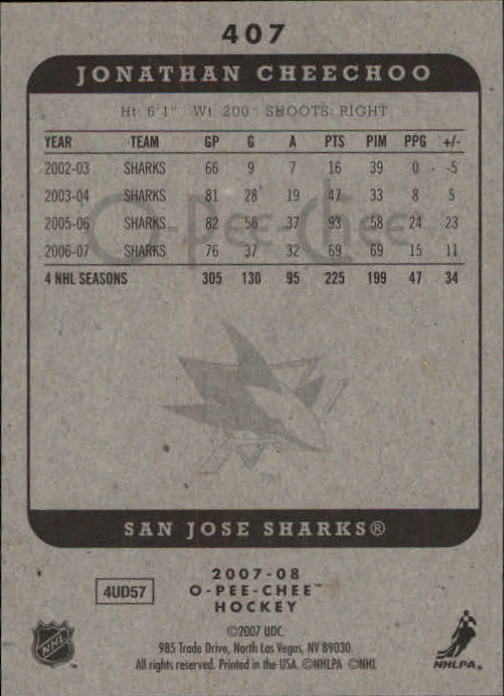 407
JONATHAN CHEECHOO
Ht: 6'1" Wt: 200 SHOOTS: RIGHT
YEAR TEAM GP G A PTS PIM PPG +/-
2002-03 SHARKS 66 9 7 16 39 0 -5
2003-04 SHARKS 81 28 19 47 33 8 5
2005-06 SHARKS 82 56 37 93 58 24 23
2006-07 SHARKS 76 37 32 69 69 15 11
4 NHL SEASONS 305 130 95 225 199 47 34
O-Pee-Chee
TM
SAN JOSE SHARKS®
2007-08
4UD57 O-PEE-CHEE™
HOCKEY
©2007 UDC.
985 Trade Drive, North Las Vegas, NV 89030.
All rights reserved. Printed in the USA. ©NHLPA ©NHL
NHL
NHLPA®